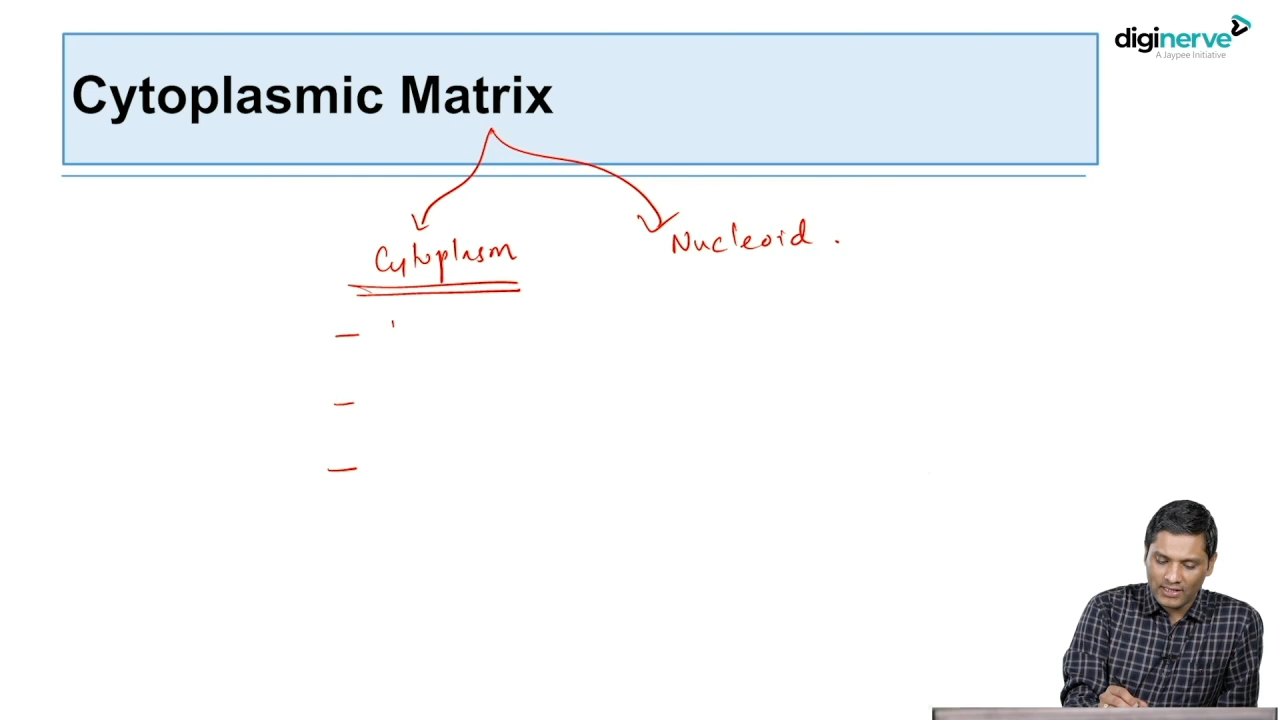 diginerve
A Jaypee Initiative
Cytoplasmic Matrix
Cytoplasm
Nucleoid .
–
–
–